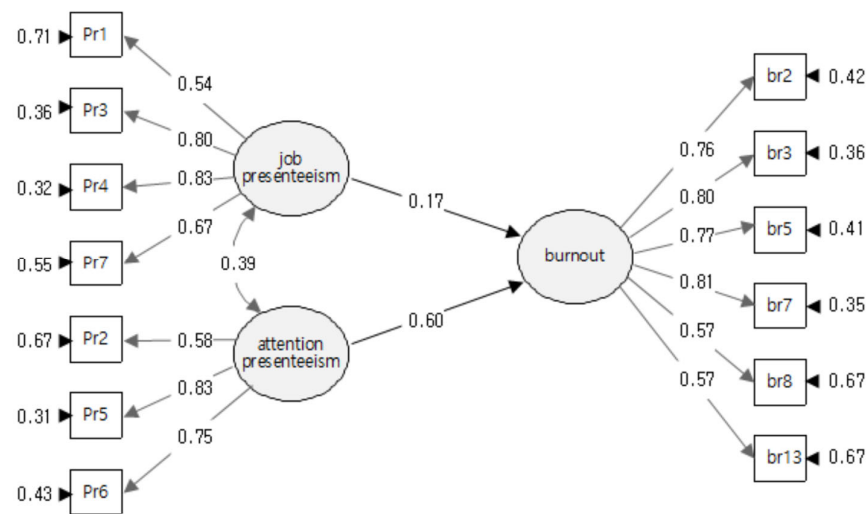 0.71
Pr1
0.54
0.36
Pr3
0.80
0.32
Pr4
0.83
0.55
Pr7
0.67
job
presenteeism
0.39
0.67
Pr2
0.58
attention
presenteeism
0.31
Pr5
0.83
0.43
Pr6
0.75
0.17
0.60
burnout
0.76
br2
0.42
0.80
br3
0.36
0.77
br5
0.41
0.81
br7
0.35
0.57
br8
0.67
0.57
br13
0.67